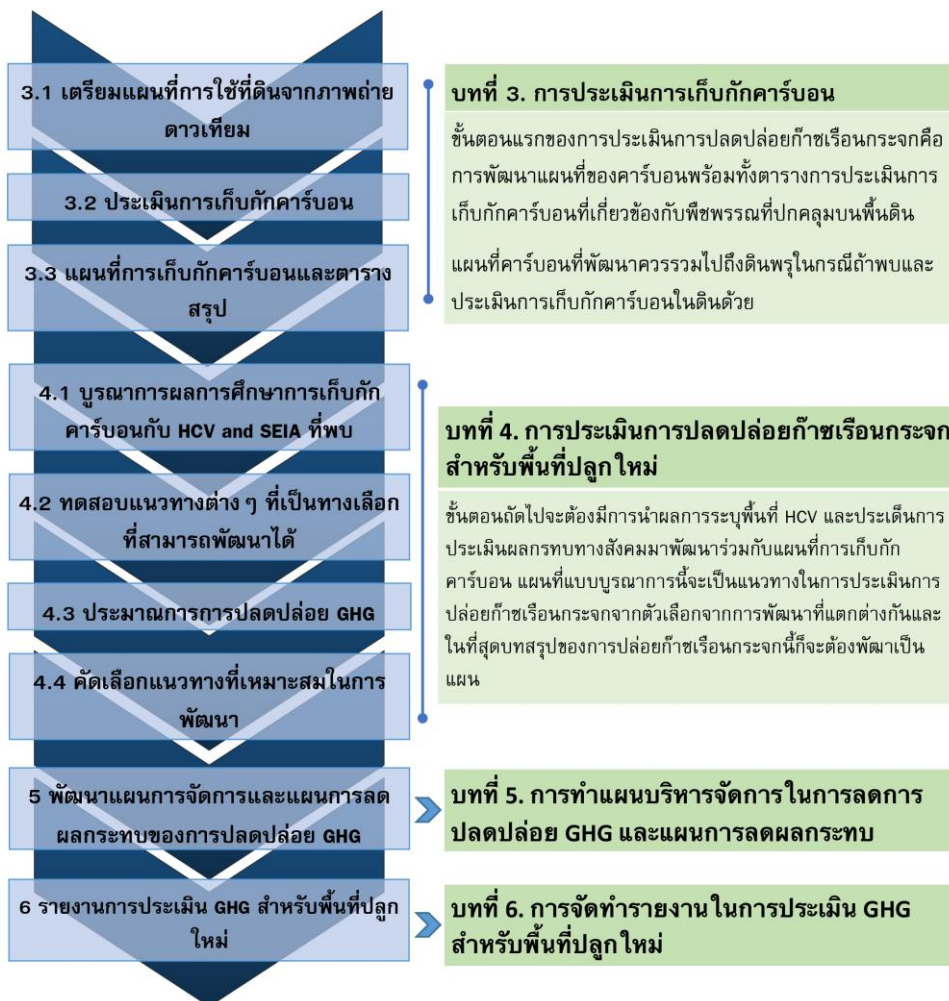 3.1 เตรียมแผนที่การใช้ที่ดินจากภาพถ่าย
ดาวเทียม
3.2 ประเมินการเก็บกักคาร์บอน
3.3 แผนที่การเก็บกักคาร์บอนและตาราง
สรุป
บทที่ 3. การประเมินการเก็บกักคาร์บอน
ขั้นตอนแรกของการประเมินการปลดปล่อยก๊าซเรือนกระจกคือ
การพัฒนาแผนที่ของคาร์บอนพร้อมทั้งตารางการประเมินการ
เก็บกักคาร์บอนที่เกี่ยวข้องกับพืชพรรณที่ปกคลุมบนพื้นดิน
แผนที่คาร์บอนที่พัฒนาควรรวมไปถึงดินพรุในกรณีถ้าพบและ
ประเมินการเก็บกักคาร์บอนในดินด้วย
4.1 บูรณาการผลการศึกษาการเก็บกัก
คาร์บอนกับ HCV and SEIA ที่พบ
4.2 ทดสอบแนวทางต่าง ๆ ที่เป็นทางเลือก
ที่สามารถพัฒนาได้
4.3 ประมาณการการปลดปล่อย GHG
4.4 คัดเลือกแนวทางที่เหมาะสมในการ
พัฒนา
บทที่ 4. การประเมินการปลดปล่อยก๊าซเรือนกระจก
สำหรับพื้นที่ปลูกใหม่
ขั้นตอนถัดไปจะต้องมีการนำผลการระบุพื้นที่ HCV และประเด็นการ
ประเมินผลกรทบทางสังคมมาพัฒนาร่วมกับแผนที่การเก็บกัก
คาร์บอน แผนที่แบบบูรณาการนี้จะเป็นแนวทางในการประเมินการ
ปล่อยก๊าซเรือนกระจกจากตัวเลือกจากการพัฒนาที่แตกต่างกันและ
ในที่สุดบทสรุปของการปล่อยก๊าซเรือนกระจกนี้ก็จะต้องพัฒาเป็น
แผน
5 พัฒนาแผนการจัดการและแผนการลด
ผลกระทบของการปลดปล่อย GHG
บทที่ 5. การทำแผนบริหารจัดการในการลดการ
ปลดปล่อย GHG และแผนการลดผลกระทบ
6 รายงานการประเมิน GHG สำหรับพื้นที่ปลูก
ใหม่
บทที่ 6. การจัดทำรายงานในการประเมิน GHG
สำหรับพื้นที่ปลูกใหม่